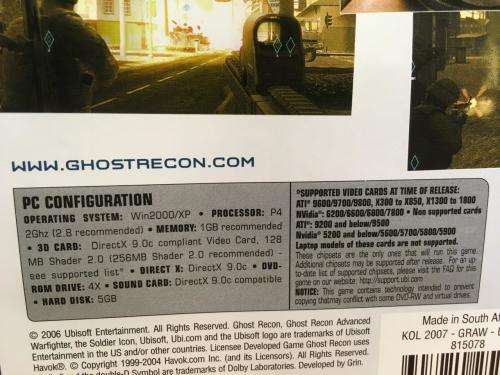 WWW.GHOSTRECON.COM
PC CONFIGURATION
OPERATING SYSTEM: Win2000/XP • PROCESSOR: P4
2Ghz (2.8 recommended) • MEMORY: 1GB recommended
• 3D CARD: DirectX 9.0c compliant Video Card, 128
MB Shader 2.0 (256MB Shader 2.0 recommended) -
see supported list* • DIRECT X: DirectX 9.0c • DVD-
ROM DRIVE: 4X • SOUND CARD: DirectX 9.0c compatible
• HARD DISK: 5GB
*SUPPORTED VIDEO CARDS AT TIME OF RELEASE:
ATI® 9600/9700/9800, X300 to X850, X1300 to 1800
NVidia®: 6200/6600/6800/7800 • Non supported cards
ATI®: 9200 and below/9500
Nvidia® 5200 and below/5500/5700/5800/5900
Laptop models of these cards are not supported.
These chipsets are the only ones that will run this game.
Additional chipsets may be supported after release. For an up-
to-date list of supported chipsets, please visit the FAQ for this
game on our website: http://support.ubi.com
NOTICE: This game contains technology intended to prevent
copying that may conflict with some DVD-RW and virtual drives.
© 2006 Ubisoft Entertainment. All Rights Reserved. Ghost Recon, Ghost Recon Advanced
Warfighter, the Soldier Icon, Ubisoft, Ubi.com and the Ubisoft logo are trademarks of Ubisoft
Entertainment in the US and/or other countries. Licensee Developed Game Ghost Recon uses
Havok®. © Copyright 1999-2004 Havok.com Inc. (and its Licensors). All Rights Reserved.
and the double-D Symbol are trademarks of Dolby Laboratories. Developed by Grin.
Made in South Af
KOL 2007 - GRAW -
815078